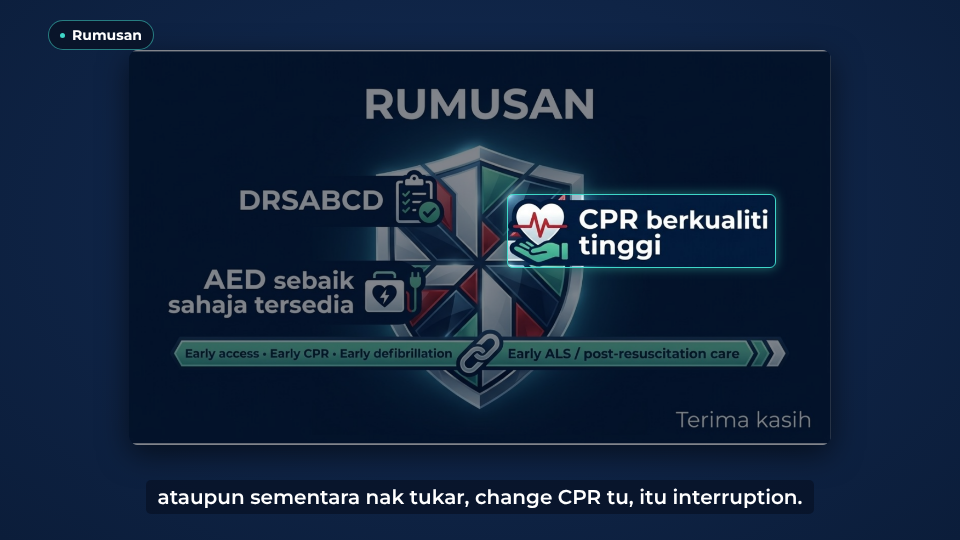 Rumusan
RUMUSAN
DRSABCD
CPR berkualiti
tinggi
AED sebaik
sahaja tersedia
Early access • Early CPR • Early defibrillation
Early ALS / post-resuscitation care
Terima kasih
ataupun sementara nak tukar, change CPR tu, itu interruption.